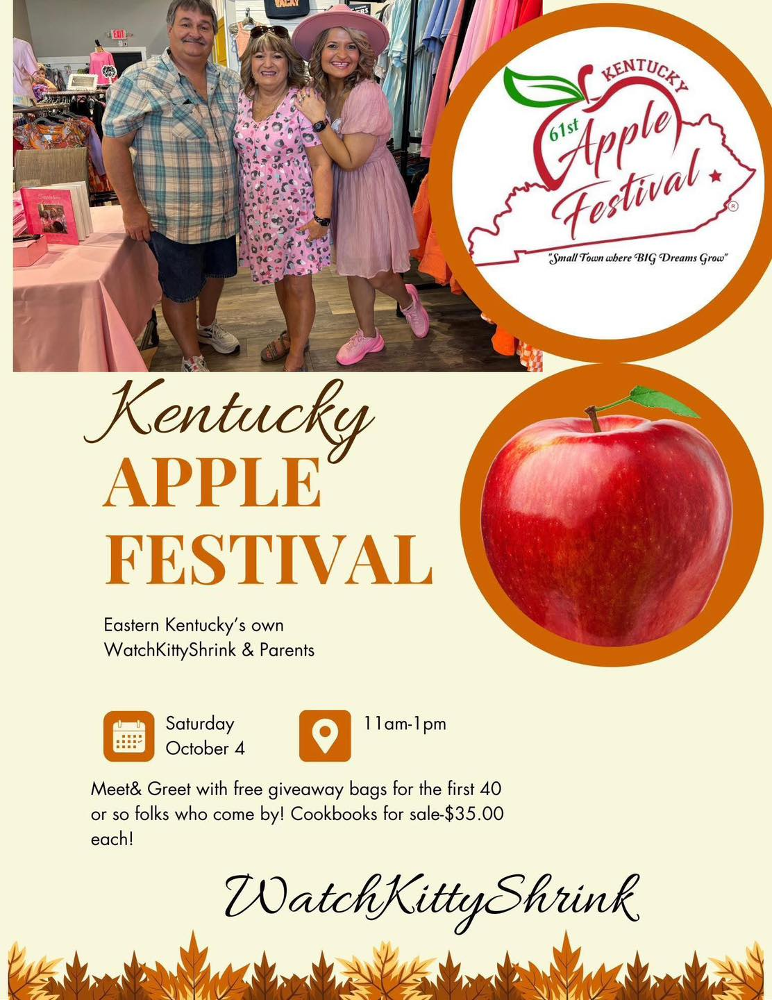 EXIT
VACAY
KENTUCKY
61st
Apple
Festival
®
"Small Town where BIG Dreams Grow"
Kentucky
APPLE
FESTIVAL
Eastern Kentucky's own
WatchKittyShrink & Parents
Saturday
October 4
11am-1pm
Meet& Greet with free giveaway bags for the first 40
or so folks who come by! Cookbooks for sale-$35.00
each!
WatchKittyShrink